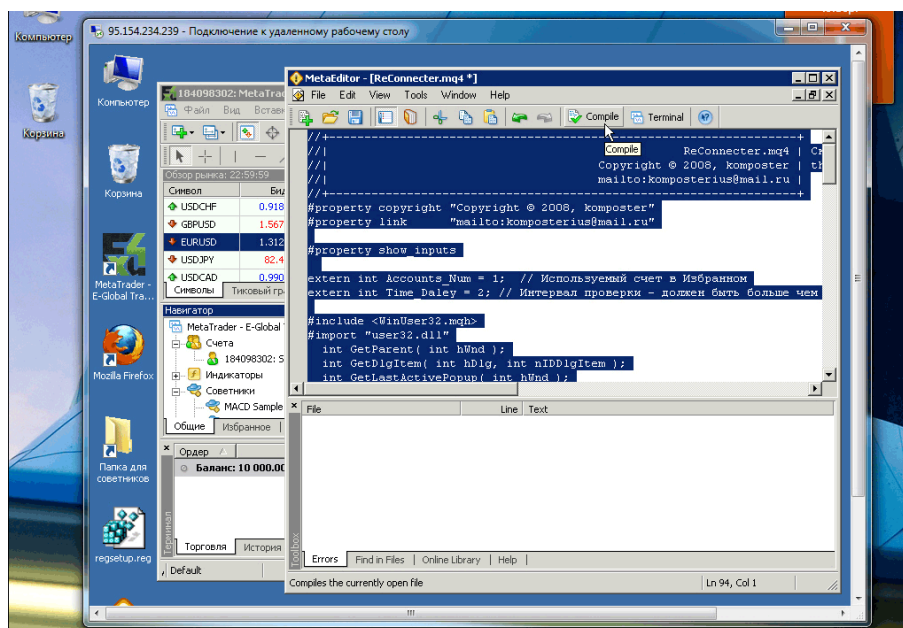 95.154.234.239 - Подключение к удаленному рабочему столу
Компьютер
Корзина
Компьютер
Корзина
MetaTrader -
E-Global Tra...
Mozilla Firefox
Папка для
советников
regsetup.reg
184098302: MetaTra
Файл Вид Встав
Обзор рынка: 22:59:59
Символ Би
USDCHF 0.918
GBPUSD 1.567
EURUSD 1.312
USDJPY 82.4
USDCAD 0.990
Символы Тиковый гр
Навигатор
MetaTrader - E-Global
Счета
184098302: S
Индикаторы
Советники
MACD Sample
Общие Избранное
Ордер
Баланс: 10 000.00
Терминал
Торговля История
Default
MetaEditor - [ReConnecter.mq4 *]
File Edit View Tools Window Help
Compile Terminal
Compile
//+------------------------------------------------------------------+
//| ReConnecter.mq4 | Ск
//| Copyright © 2008, komposter | th
//| mailto:komposterius@mail.ru |
//+------------------------------------------------------------------+
#property copyright "Copyright © 2008, komposter"
#property link "mailto:komposterius@mail.ru"
#property show_inputs
extern int Accounts_Num = 1; // Используемый счет в Избранном
extern int Time_Daley = 2; // Интервал проверки - должен быть больше чем
#include <WinUser32.mqh>
#import "user32.dll"
int GetParent( int hWnd );
int GetDlgItem( int hDlg, int nIDDlgItem );
int GetLastActivePopup( int hWnd );
File Line Text
Toolbox
Errors Find in Files Online Library Help
Compiles the currently open file Ln 94, Col 1